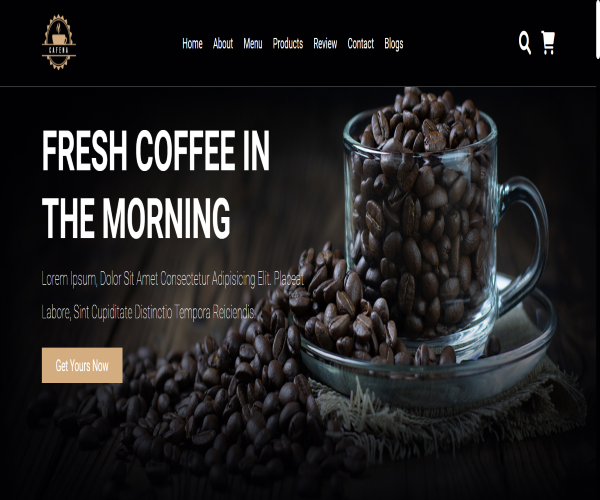 CAFENA
Home About Menu Products Review Contact Blogs
FRESH COFFEE IN
THE MORNING
Lorem Ipsum, Dolor Sit Amet Consectetur Adipisicing Elit. Placeat
Labore, Sint Cupiditate Distinctio Tempora Reiciendis.
Get Yours Now